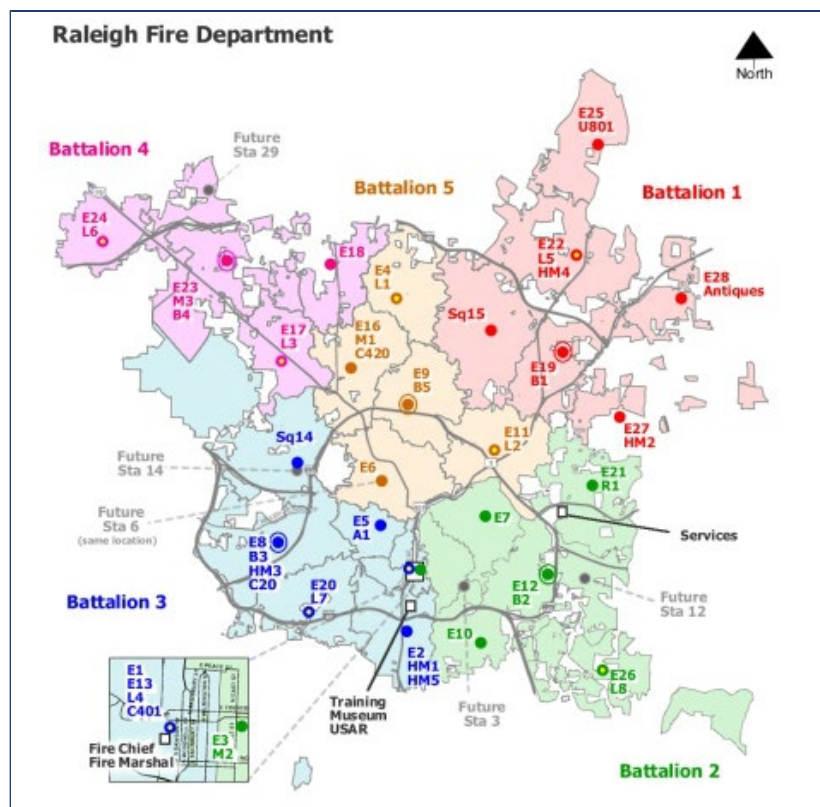 Raleigh Fire Department
North
E25
U801
Future
Sta 29
Battalion 4
Battalion 5
Battalion 1
E24
L6
E18
E22
L5
HM4
E4
L1
E28
Antiques
E23
M3
B4
E16
M1
C420
Sq15
E17
L3
E9
B5
E19
B1
E27
HM2
Sq14
E11
L2
Future
Sta 14
E6
E21
R1
Future
Sta 6
(same location)
E5
A1
E7
Services
E8
B3
HM3
C20
E12
B2
Battalion 3
E20
L7
Future
Sta 12
E10
E2
HM1
HM5
E26
L8
E1
E13
L4
C401
Training
Museum
USAR
Future
Sta 3
Fire Chief
Fire Marshal
E3
M2
Battalion 2